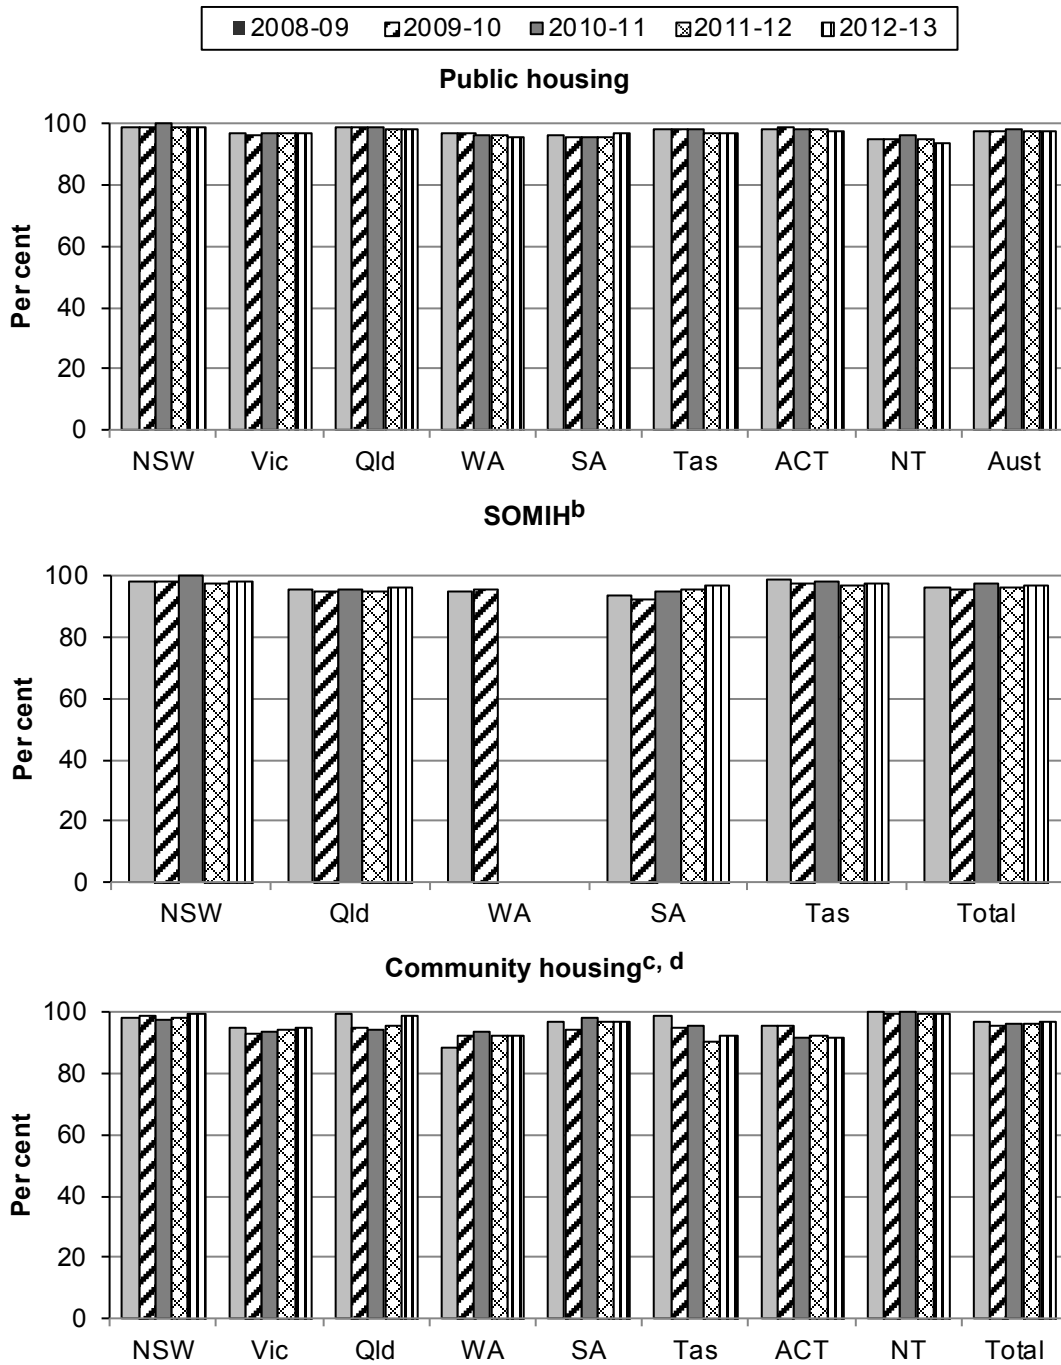 2008-09 2009-10 2010-11 2011-12 2012-13
Public housing
Per cent
100
80
60
40
20
0
NSW Vic Qld WA SA Tas ACT NT Aust
SOMIHb
Per cent
100
80
60
40
20
0
NSW Qld WA SA Tas Total
Community housingc, d
Per cent
100
80
60
40
20
0
NSW Vic Qld WA SA Tas ACT NT Total